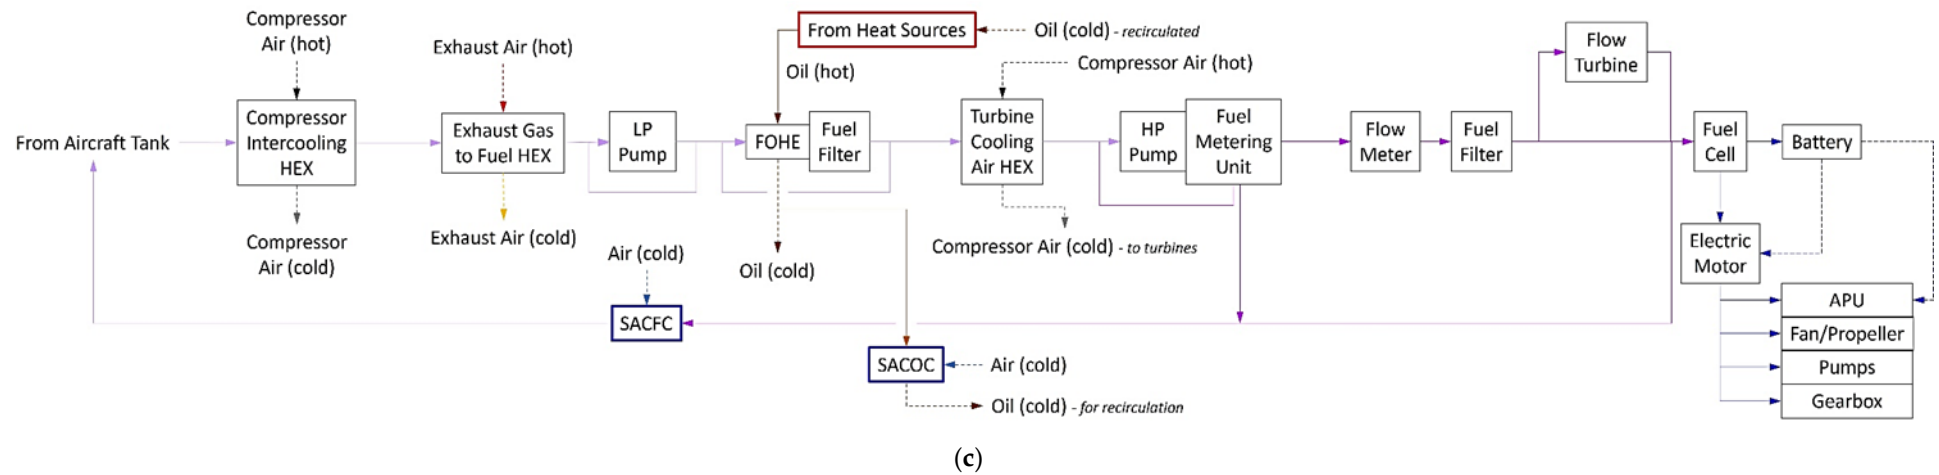 Compressor
Air (hot)
Exhaust Air (hot)
From Heat Sources
Oil (cold) - recirculated
Oil (hot)
Compressor Air (hot)
Flow
Turbine
From Aircraft Tank
Compressor
Intercooling
HEX
Exhaust Gas
to Fuel HEX
LP
Pump
FOHE
Fuel
Filter
Turbine
Cooling
Air HEX
HP
Pump
Fuel
Metering
Unit
Flow
Meter
Fuel
Filter
Fuel
Cell
Battery
Compressor
Air (cold)
Exhaust Air (cold)
Air (cold)
Oil (cold)
Compressor Air (cold) - to turbines
Electric
Motor
SACFC
APU
Fan/Propeller
Pumps
Gearbox
SACOC
Air (cold)
Oil (cold) - for recirculation
(c)